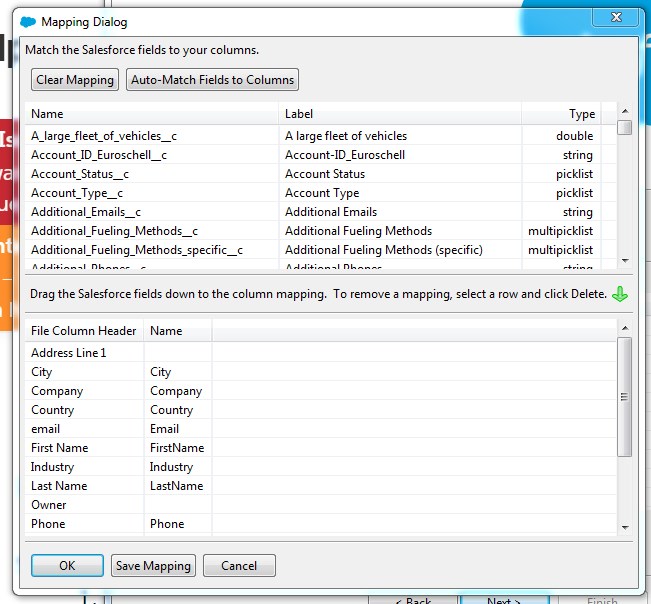 Mapping Dialog
Match the Salesforce fields to your columns.
Clear Mapping Auto-Match Fields to Columns
Name Label Type
A_large_fleet_of_vehicles__c A large fleet of vehicles double
Account_ID_Euroschell__c Account-ID_Euroschell string
Account_Status__c Account Status picklist
Account_Type__c Account Type picklist
Additional_Emails__c Additional Emails string
Additional_Fueling_Methods__c Additional Fueling Methods multipicklist
Additional_Fueling_Methods_specific__c Additional Fueling Methods (specific) multipicklist
Additional_Phones__c Additional Phones string
Drag the Salesforce fields down to the column mapping. To remove a mapping, select a row and click Delete.
File Column Header Name
Address Line 1
City City
Company Company
Country Country
email Email
First Name FirstName
Industry Industry
Last Name LastName
Owner
Phone Phone
OK Save Mapping Cancel
< Back Next > Finish